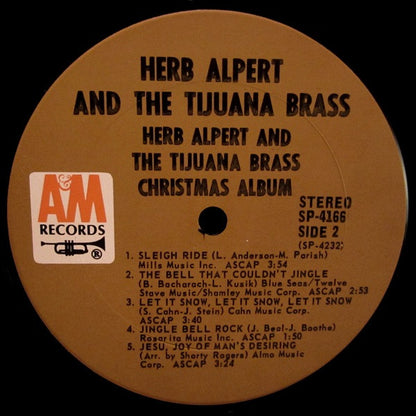 HERB ALPERT
AND THE TIJUANA BRASS
HERB ALPERT AND
THE TIJUANA BRASS
CHRISTMAS ALBUM
A&M
RECORDS
®
STEREO
SP-4166
SIDE 2
(SP-4232)
1. SLEIGH RIDE (L. Anderson-M. Parish)
Mills Music Inc. ASCAP 3:54
2. THE BELL THAT COULDN'T JINGLE
(B. Bacharach-L. Kusik) Blue Seas/Twelve
Stave Music/Shamley Music Corp. ASCAP 2:53
3. LET IT SNOW, LET IT SNOW, LET IT SNOW
(S. Cahn-J. Stein) Cahn Music Corp.
ASCAP 3:40
4. JINGLE BELL ROCK (J. Beal-J. Boothe)
Rosarita Music Inc. ASCAP 1:50
5. JESU, JOY OF MAN'S DESIRING
(Arr. by Shorty Rogers) Almo Music
Corp. ASCAP 3:24